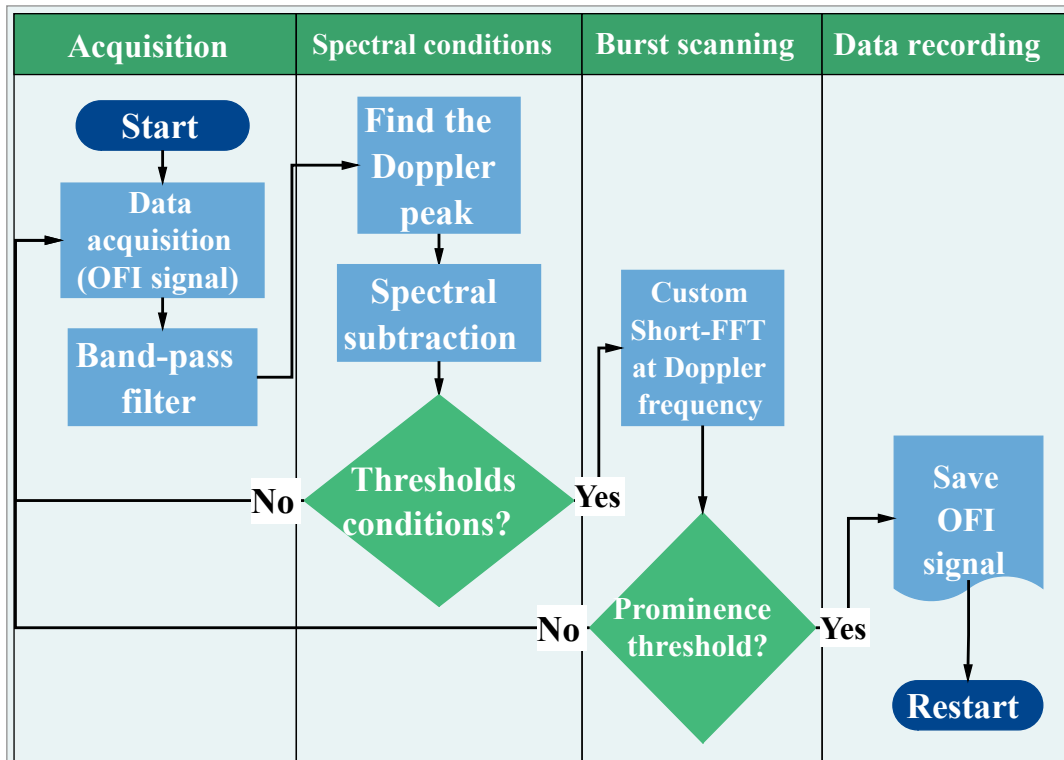 Acquisition
Spectral conditions
Burst scanning
Data recording
Start
Data
acquisition
(OFI signal)
Band-pass
filter
Find the
Doppler
peak
Spectral
subtraction
Thresholds
conditions?
No
Yes
Custom
Short-FFT
at Doppler
frequency
Prominence
threshold?
No
Yes
Save
OFI
signal
Restart